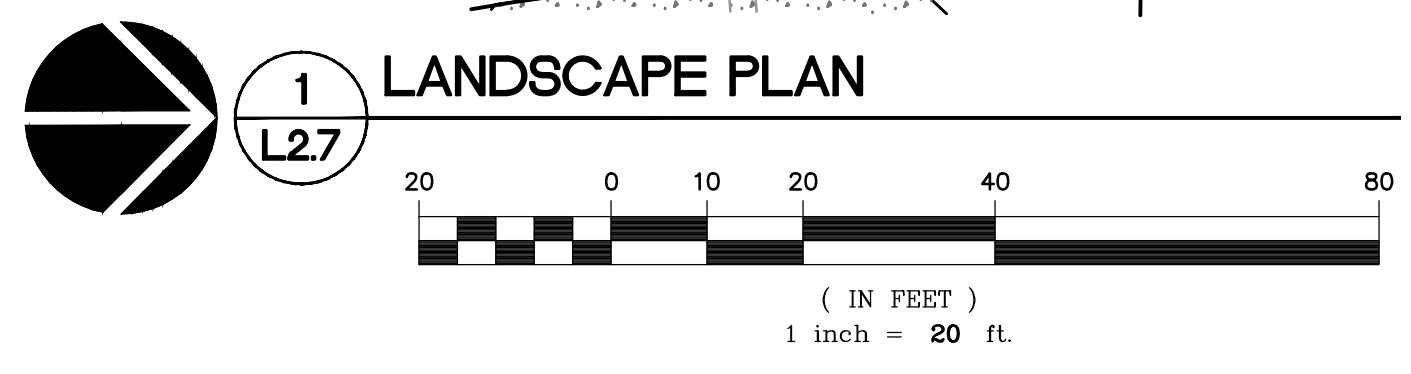 1
L2.7
LANDSCAPE PLAN
20 0 10 20 40 80
( IN FEET )
1 inch = 20 ft.